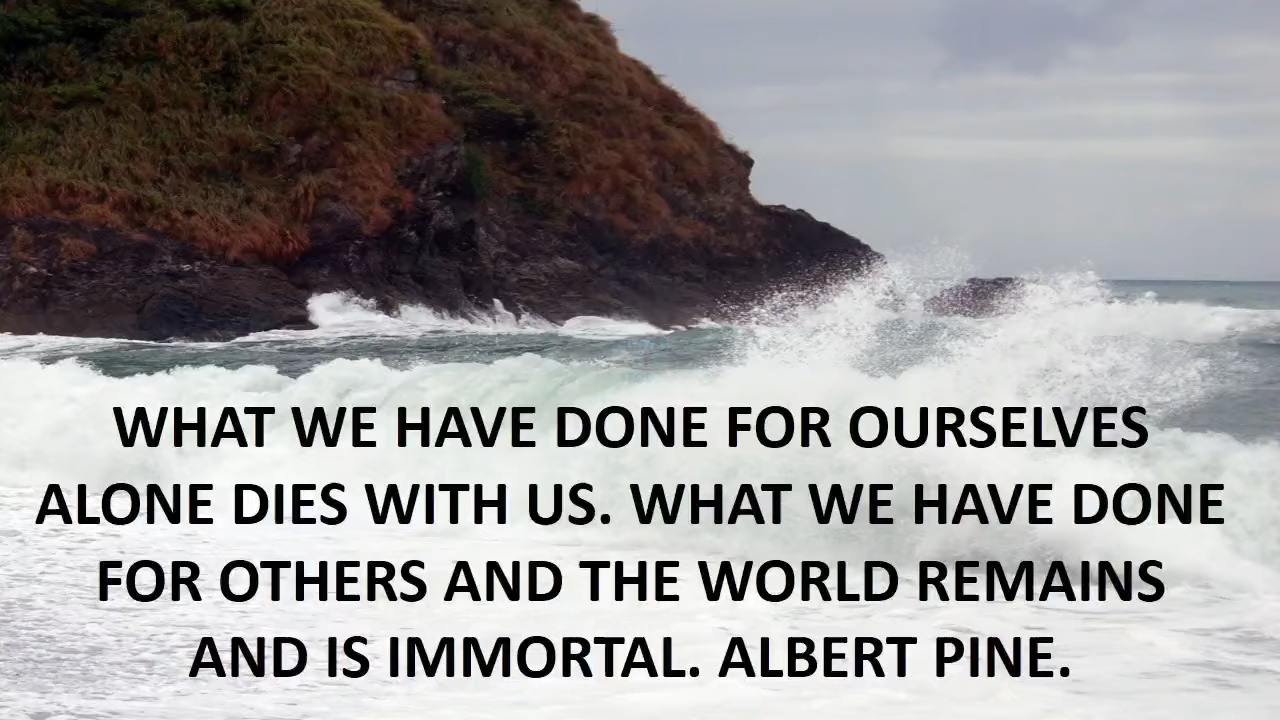 WHAT WE HAVE DONE FOR OURSELVES
ALONE DIES WITH US. WHAT WE HAVE DONE
FOR OTHERS AND THE WORLD REMAINS
AND IS IMMORTAL. ALBERT PINE.